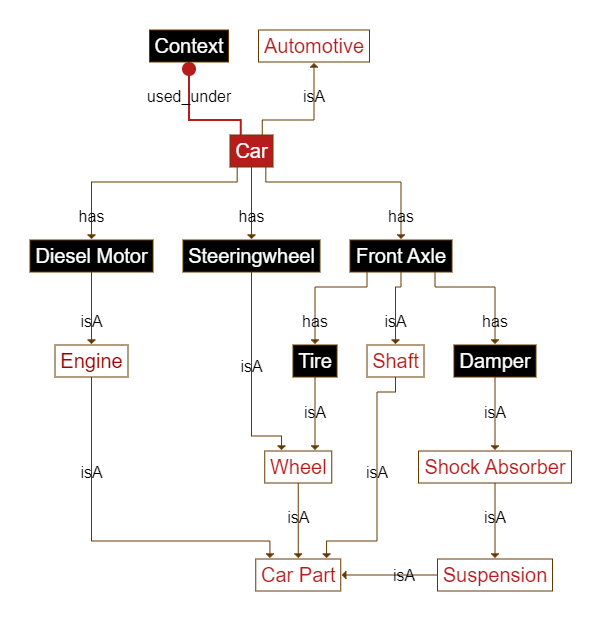 Context
Automotive
used_under
isA
Car
has
has
has
Diesel Motor
Steeringwheel
Front Axle
isA
has
isA
has
Engine
isA
Tire
Shaft
Damper
isA
isA
Wheel
Shock Absorber
isA
isA
isA
isA
Car Part
isA
Suspension